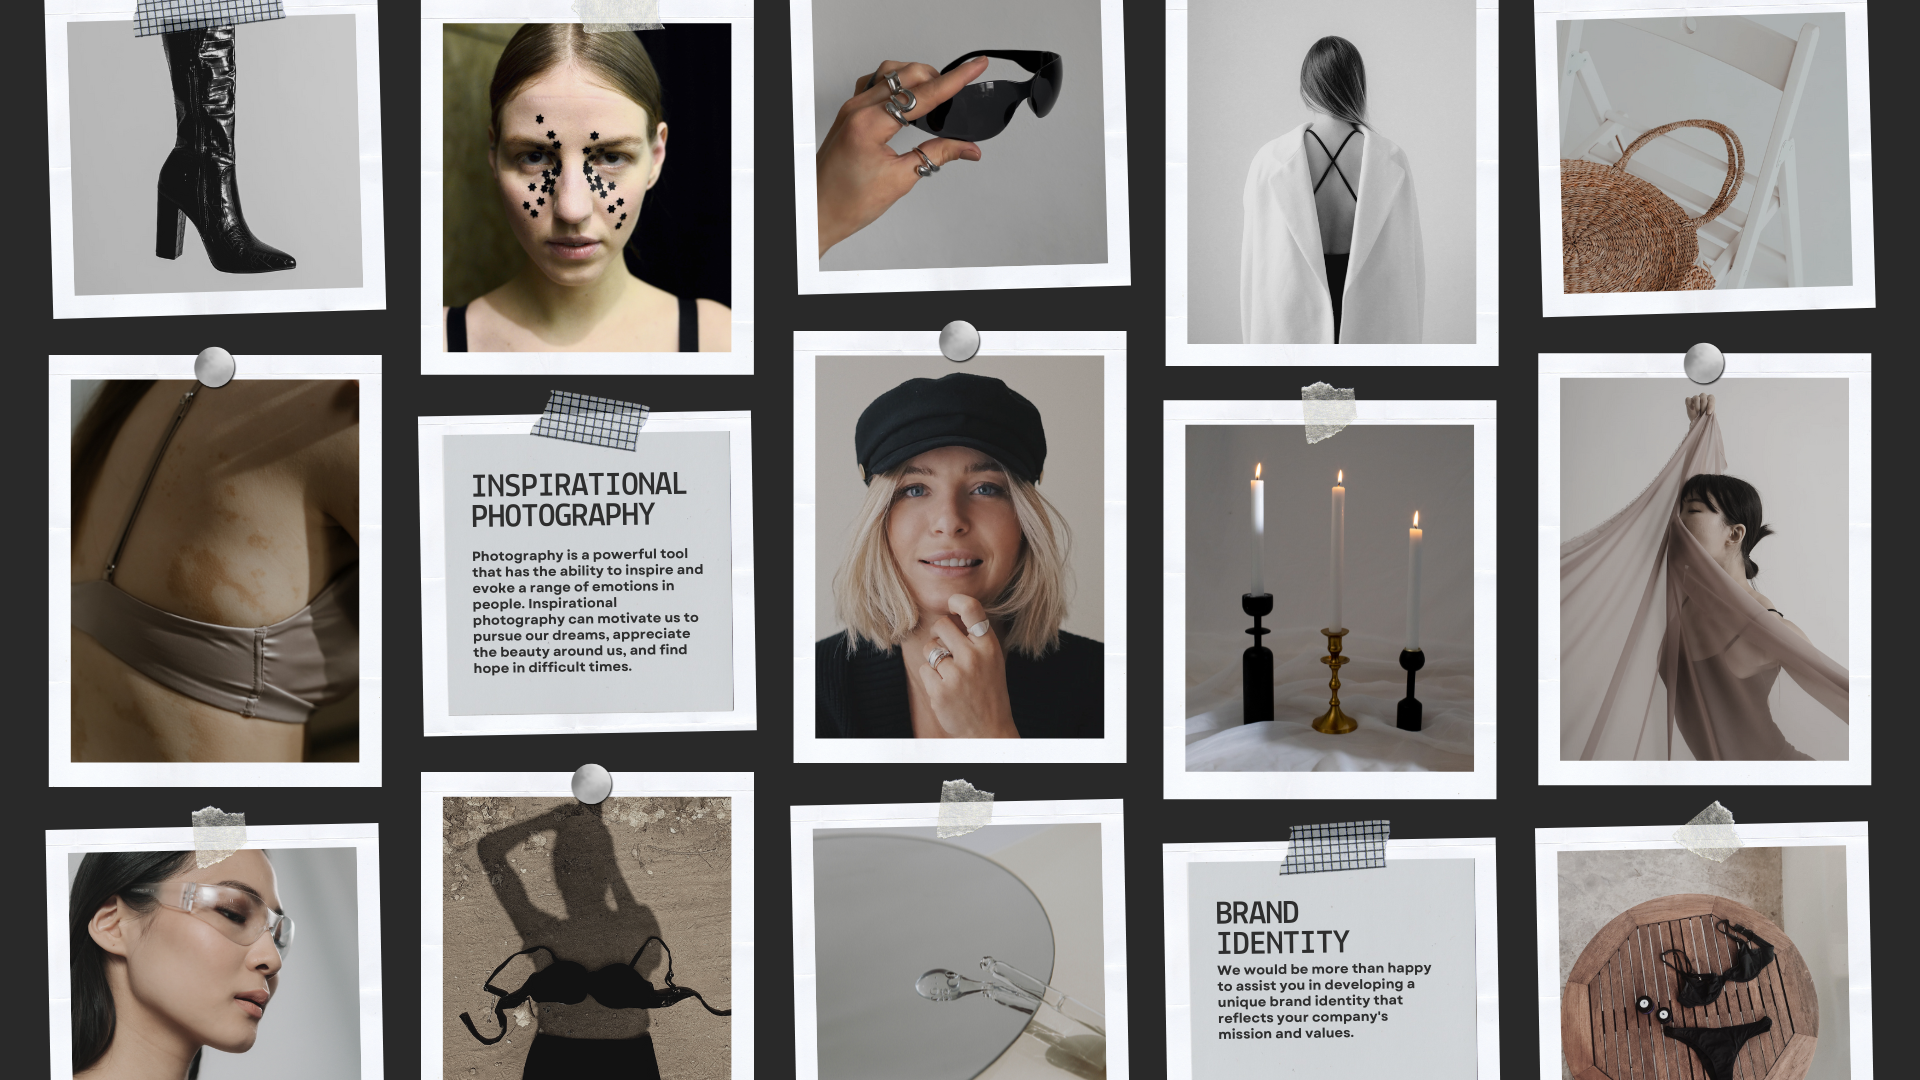 INSPIRATIONAL
PHOTOGRAPHY
Photography is a powerful tool
that has the ability to inspire and
evoke a range of emotions in
people. Inspirational
photography can motivate us to
pursue our dreams, appreciate
the beauty around us, and find
hope in difficult times.
BRAND
IDENTITY
We would be more than happy
to assist you in developing a
unique brand identity that
reflects your company's
mission and values.